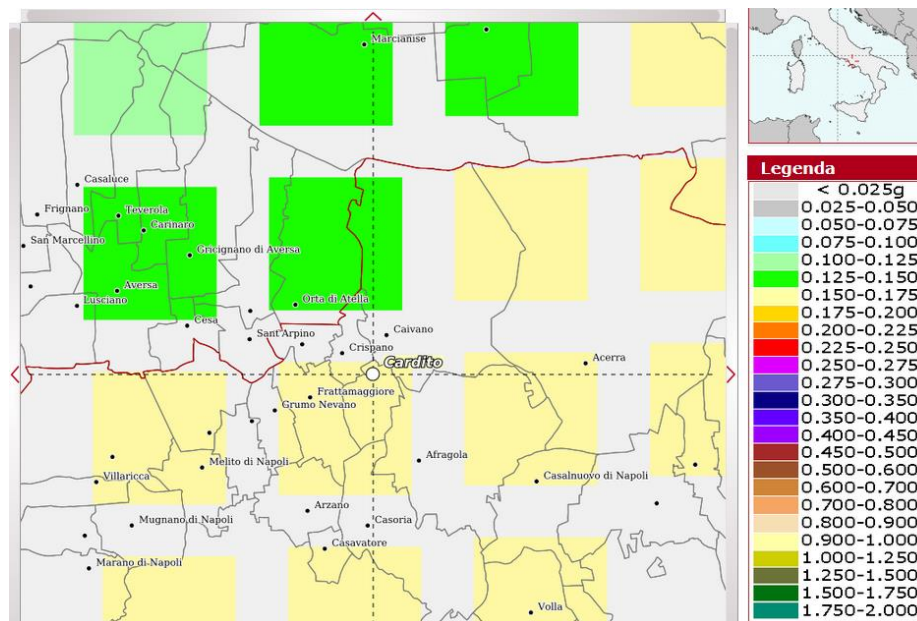 Marcianise
Casaluce
Frignano
Teverola
Carinaro
San Marcellino
Gricignano di Aversa
Aversa
Lusciano
Orta di Atella
Cesa
Sant'Arpino
Caivano
Crispano
Cardito
Acerra
Frattamaggiore
Grumo Nevano
Melito di Napoli
Afragola
Villaricca
Casalnuovo di Napoli
Arzano
Mugnano di Napoli
Casoria
Casavatore
Marano di Napoli
Volla
Legenda
< 0.025g
0.025-0.050
0.050-0.075
0.075-0.100
0.100-0.125
0.125-0.150
0.150-0.175
0.175-0.200
0.200-0.225
0.225-0.250
0.250-0.275
0.275-0.300
0.300-0.350
0.350-0.400
0.400-0.450
0.450-0.500
0.500-0.600
0.600-0.700
0.700-0.800
0.800-0.900
0.900-1.000
1.000-1.250
1.250-1.500
1.500-1.750
1.750-2.000